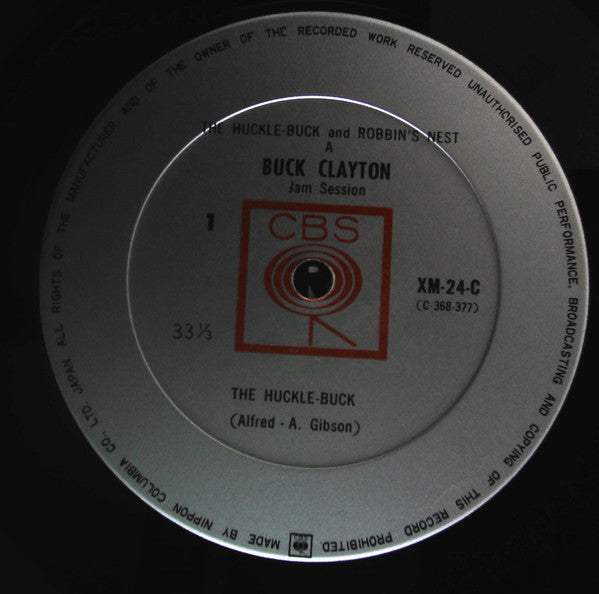 THE HUCKLE-BUCK and ROBBIN'S NEST
A
BUCK CLAYTON
Jam Session
1
CBS
XM-24-C
(C-368-377)
33⅓
THE HUCKLE-BUCK
(Alfred - A. Gibson)
MADE BY NIPPON COLUMBIA CO., LTD. JAPAN ALL RIGHTS OF THE MANUFACTURER AND OF THE OWNER OF THE RECORDED WORK RESERVED UNAUTHORISED PUBLIC PERFORMANCE, BROADCASTING AND COPYING OF THIS RECORD PROHIBITED.